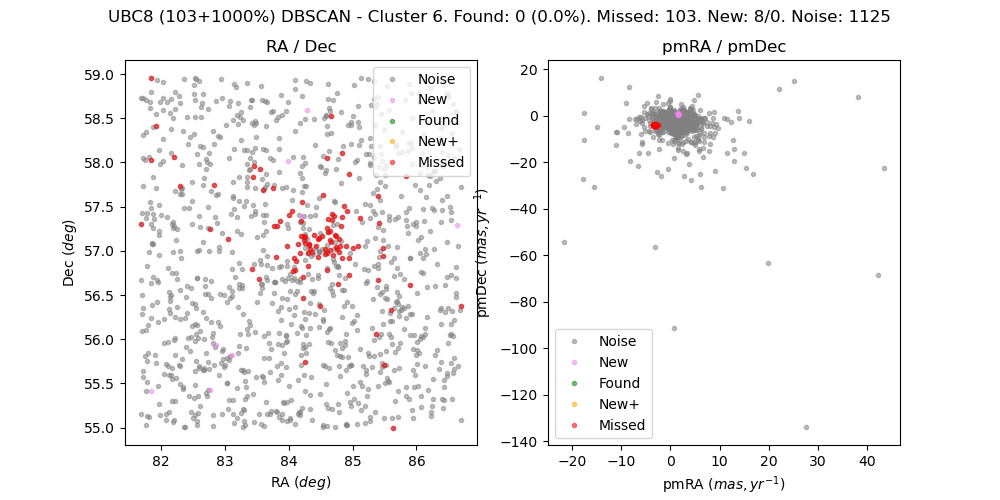 UBC8 (103+1000%) DBSCAN - Cluster 6. Found: 0 (0.0%). Missed: 103. New: 8/0. Noise: 1125
RA / Dec
59.0
58.5
58.0
57.5
57.0
56.5
56.0
55.5
55.0
Dec (deg)
82
83
84
85
86
RA (deg)
Noise
New
Found
New+
Missed
pmRA / pmDec
20
0
−20
−40
−60
−80
−100
−120
−140
pmDec (mas, yr⁻¹)
−20
−10
0
10
20
30
40
pmRA (mas, yr⁻¹)
Noise
New
Found
New+
Missed